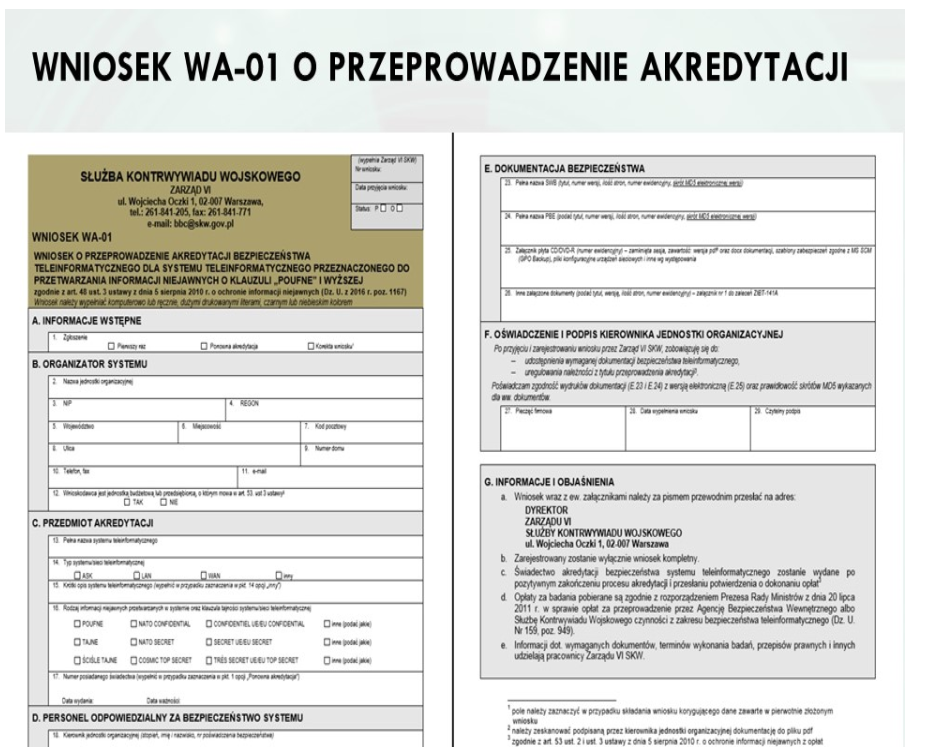 WNIOSEK WA-01 O PRZEPROWADZENIE AKREDYTACJI
SŁUŻBA KONTRWYWIADU WOJSKOWEGO
ZARZĄD VI
ul. Wojciecha Oczki 1, 02-007 Warszawa,
tel.: 261-841-205, fax: 261-841-771
e-mail: bbc@skw.gov.pl
(wypełnia Zarząd VI SKW)
Nr wniosku:
Data przyjęcia wniosku:
Status: P O
WNIOSEK WA-01
WNIOSEK O PRZEPROWADZENIE AKREDYTACJI BEZPIECZEŃSTWA
TELEINFORMATYCZNEGO DLA SYSTEMU TELEINFORMATYCZNEGO PRZEZNACZONEGO DO
PRZETWARZANIA INFORMACJI NIEJAWNYCH O KLAUZULI „POUFNE” I WYŻSZEJ
zgodnie z art. 48 ust. 3 ustawy z dnia 5 sierpnia 2010 r. o ochronie informacji niejawnych (Dz. U. z 2016 r. poz. 1167)
Wniosek należy wypełniać komputerowo lub ręcznie, dużymi drukowanymi literami, czarnym lub niebieskim kolorem
A. INFORMACJE WSTĘPNE
1. Zgłoszenie
Pierwszy raz Ponowna akredytacja Korekta wniosku¹
B. ORGANIZATOR SYSTEMU
2. Nazwa jednostki organizacyjnej
3. NIP 4. REGON
5. Województwo 6. Miejscowość 7. Kod pocztowy
8. Ulica 9. Numer domu
10. Telefon, fax 11. e-mail
12. Wnioskodawca jest jednostką budżetową lub przedsiębiorcą, o którym mowa w art. 53. ust 3 ustawy
TAK NIE
C. PRZEDMIOT AKREDYTACJI
13. Pełna nazwa systemu teleinformatycznego
14. Typ systemu/sieci teleinformatycznej
ASK LAN WAN inny
15. Krótki opis systemu teleinformatycznego (wypełnić w przypadku zaznaczenia w pkt. 14 opcji „inny”)
16. Rodzaj informacji niejawnych przetwarzanych w systemie oraz klauzula tajności systemu/sieci teleinformatycznej
POUFNE NATO CONFIDENTIAL CONFIDENTIEL UE/EU CONFIDENTIAL inne (podać jakie)
TAJNE NATO SECRET SECRET UE/EU SECRET inne (podać jakie)
ŚCIŚLE TAJNE COSMIC TOP SECRET TRÈS SECRET UE/EU TOP SECRET inne (podać jakie)
17. Numer posiadanego świadectwa (wypełnić w przypadku zaznaczenia w pkt. 1 opcji „Ponowna akredytacja”)
Data wydania: Data ważności
D. PERSONEL ODPOWIEDZIALNY ZA BEZPIECZEŃSTWO SYSTEMU
18. Kierownik jednostki organizacyjnej (stopień, imię i nazwisko, nr poświadczenia bezpieczeństwa)
E. DOKUMENTACJA BEZPIECZEŃSTWA
23. Pełna nazwa SWB (tytuł, numer wersji, ilość stron, numer ewidencyjny, skrót MD5 elektronicznej wersji)
24. Pełna nazwa PBE (podać tytuł, numer wersji, ilość stron, numer ewidencyjny, skrót MD5 elektronicznej wersji)
25. Załącznik płyta CD/DVD-R (numer ewidencyjny) – zamknięta sesja, zawartość: wersja pdf² oraz docx dokumentacji, szablony zabezpieczeń zgodne z MS SCM
(GPO Backup), pliki konfiguracyjne urządzeń sieciowych i inne wg występowania
26. Inne załączone dokumenty (podać tytuł, wersję, ilość stron, numer ewidencyjny) – załącznik nr 1 do zaleceń ZIBT-141A
F. OŚWIADCZENIE I PODPIS KIEROWNIKA JEDNOSTKI ORGANIZACYJNEJ
Po przyjęciu i zarejestrowaniu wniosku przez Zarząd VI SKW, zobowiązuję się do:
– udostępnienia wymaganej dokumentacji bezpieczeństwa teleinformatycznego,
– uregulowania należności z tytułu przeprowadzenia akredytacji³.
Poświadczam zgodność wydruków dokumentacji (E.23 i E.24) z wersją elektroniczną (E.25) oraz prawidłowość skrótów MD5 wykazanych
dla ww. dokumentów.
27. Pieczęć firmowa 28. Data wypełnienia wniosku 29. Czytelny podpis
G. INFORMACJE I OBJAŚNIENIA
a. Wniosek wraz z ew. załącznikami należy za pismem przewodnim przesłać na adres:
DYREKTOR
ZARZĄDU VI
SŁUŻBY KONTRWYWIADU WOJSKOWEGO
ul. Wojciecha Oczki 1, 02-007 Warszawa
b. Zarejestrowany zostanie wyłącznie wniosek kompletny.
c. Świadectwo akredytacji bezpieczeństwa systemu teleinformatycznego zostanie wydane po
pozytywnym zakończeniu procesu akredytacji i przesłaniu potwierdzenia o dokonaniu opłat³
d. Opłaty za badania pobierane są zgodnie z rozporządzeniem Prezesa Rady Ministrów z dnia 20 lipca
2011 r. w sprawie opłat za przeprowadzenie przez Agencję Bezpieczeństwa Wewnętrznego albo
Służbę Kontrwywiadu Wojskowego czynności z zakresu bezpieczeństwa teleinformatycznego (Dz. U.
Nr 159, poz. 949).
e. Informacji dot. wymaganych dokumentów, terminów wykonania badań, przepisów prawnych i innych
udzielają pracownicy Zarządu VI SKW.
¹ pole należy zaznaczyć w przypadku składania wniosku korygującego dane zawarte w pierwotnie złożonym
wniosku
² należy zeskanować podpisaną przez kierownika jednostki organizacyjnej dokumentację do pliku pdf
³ zgodnie z art. 53 ust. 2 i ust. 3 ustawy z dnia 5 sierpnia 2010 r. o ochronie informacji niejawnych z opłat